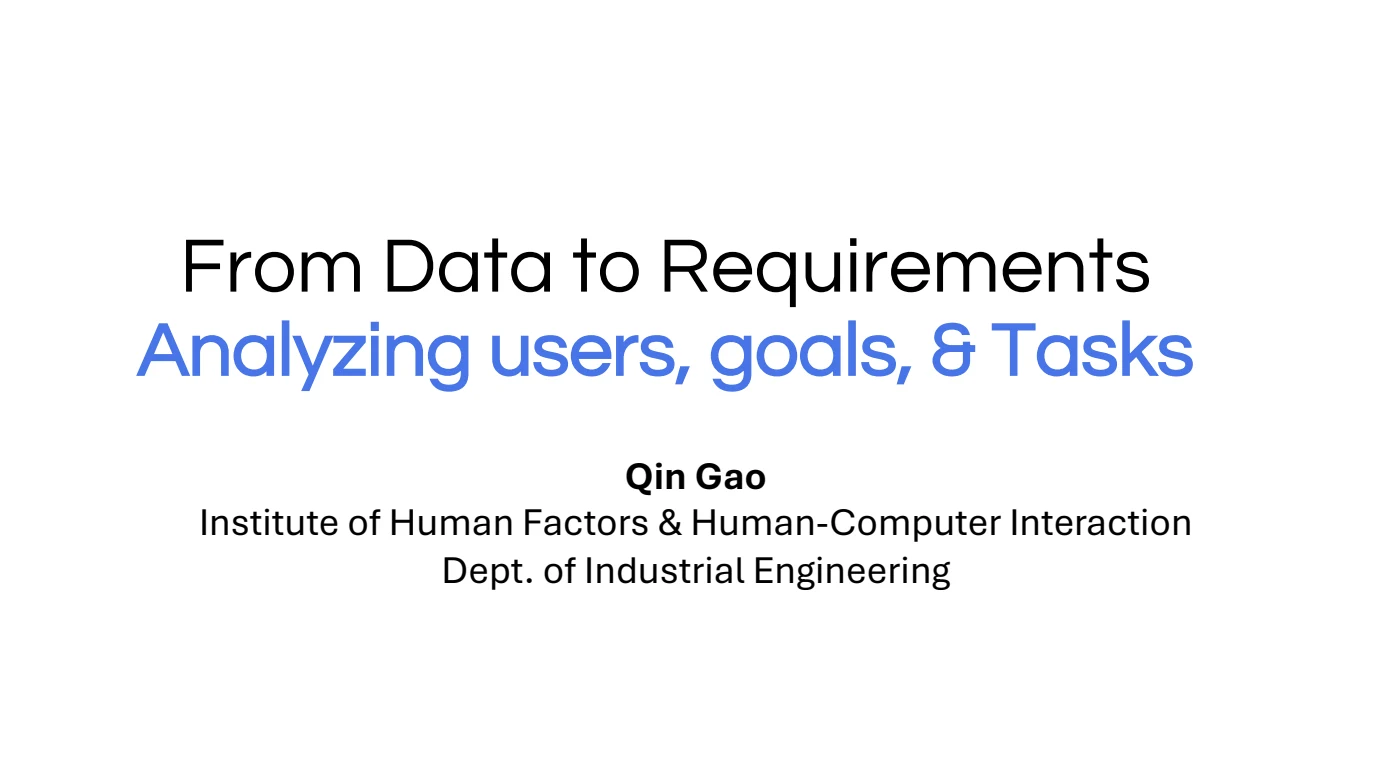 From Data to Requirements
Analyzing users, goals, & Tasks
Qin Gao
Institute of Human Factors & Human-Computer Interaction
Dept. of Industrial Engineering